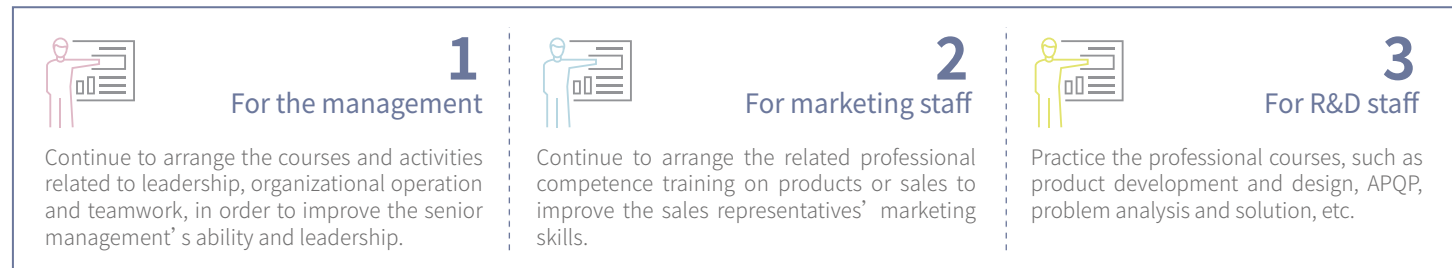 1
For the management
Continue to arrange the courses and activities
related to leadership, organizational operation
and teamwork, in order to improve the senior
management’s ability and leadership.
2
For marketing staff
Continue to arrange the related professional
competence training on products or sales to
improve the sales representatives’ marketing
skills.
3
For R&D staff
Practice the professional courses, such as
product development and design, APQP,
problem analysis and solution, etc.